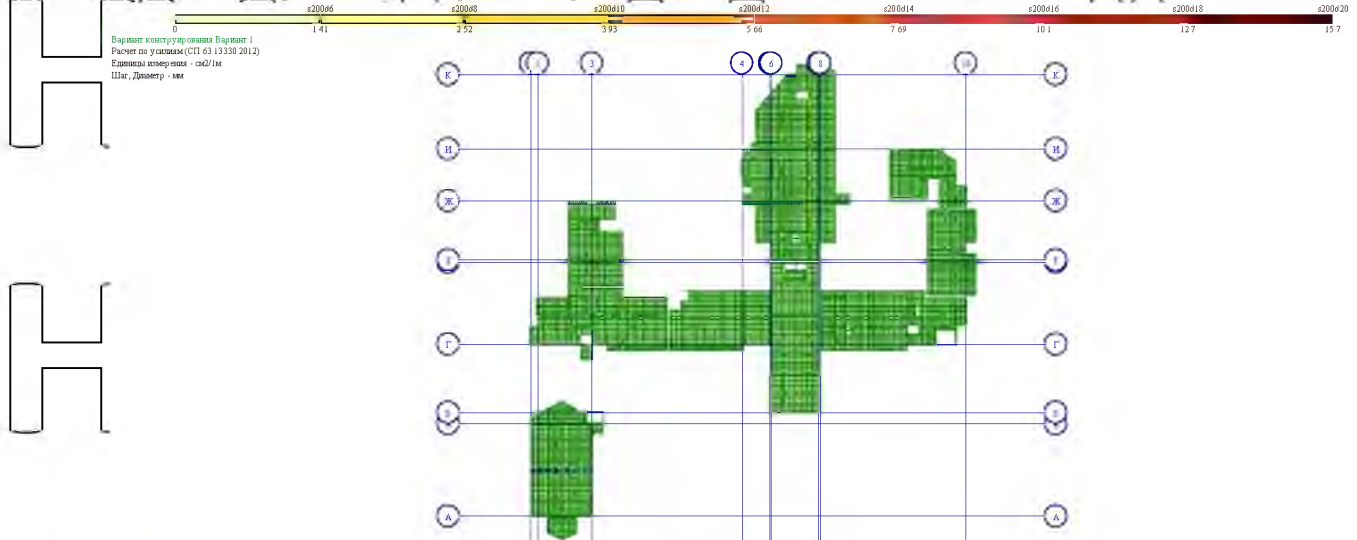 s200d6 s200d8 s200d10 s200d12 s200d14 s200d16 s200d18 s200d20
0 1 41 2 52 3 93 5 66 7 69 10 1 12 7 15 7
Вариант конструирования Вариант 1
Расчет по усилиям (СП 63 13330 2012)
Единицы измерения - см2/1м
Шаг, Диаметр - мм
3 4 6 8
К К
И И
Ж Ж
Г Г
А А